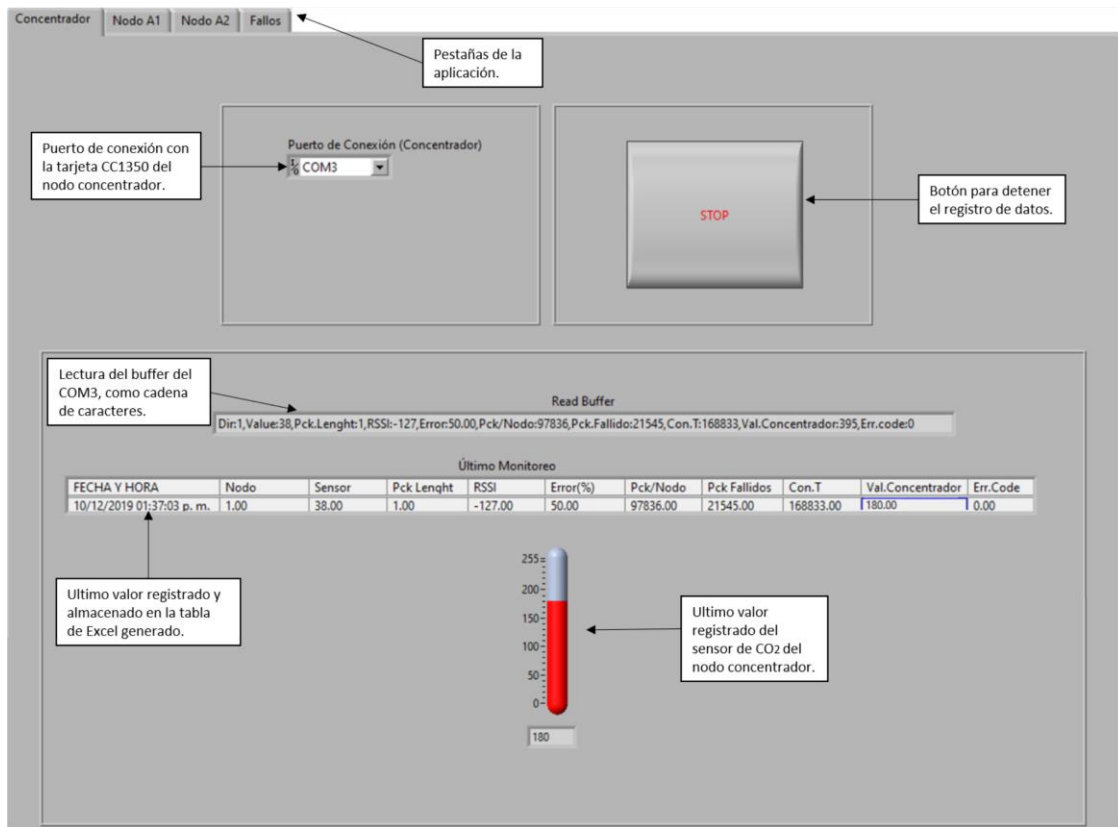 Concentrador
Nodo A1
Nodo A2
Fallos
Pestañas de la
aplicación.
Puerto de conexión con
la tarjeta CC1350 del
nodo concentrador.
Puerto de Conexión (Concentrador)
COM3
STOP
Botón para detener
el registro de datos.
Lectura del buffer del
COM3, como cadena
de caracteres.
Read Buffer
Dir:1,Value:38,Pck.Lenght:1,RSSI:-127,Error:50.00,Pck/Nodo:97836,Pck.Fallido:21545,Con.T:168833,Val.Concentrador:395,Err.code:0
Último Monitoreo
FECHA Y HORA Nodo Sensor Pck Lenght RSSI Error(%) Pck/Nodo Pck Fallidos Con.T Val.Concentrador Err.Code
10/12/2019 01:37:03 p. m. 1.00 38.00 1.00 -127.00 50.00 97836.00 21545.00 168833.00 180.00 0.00
Ultimo valor registrado y
almacenado en la tabla
de Excel generado.
255
200
150
100
50
0
180
Ultimo valor
registrado del
sensor de CO2 del
nodo concentrador.